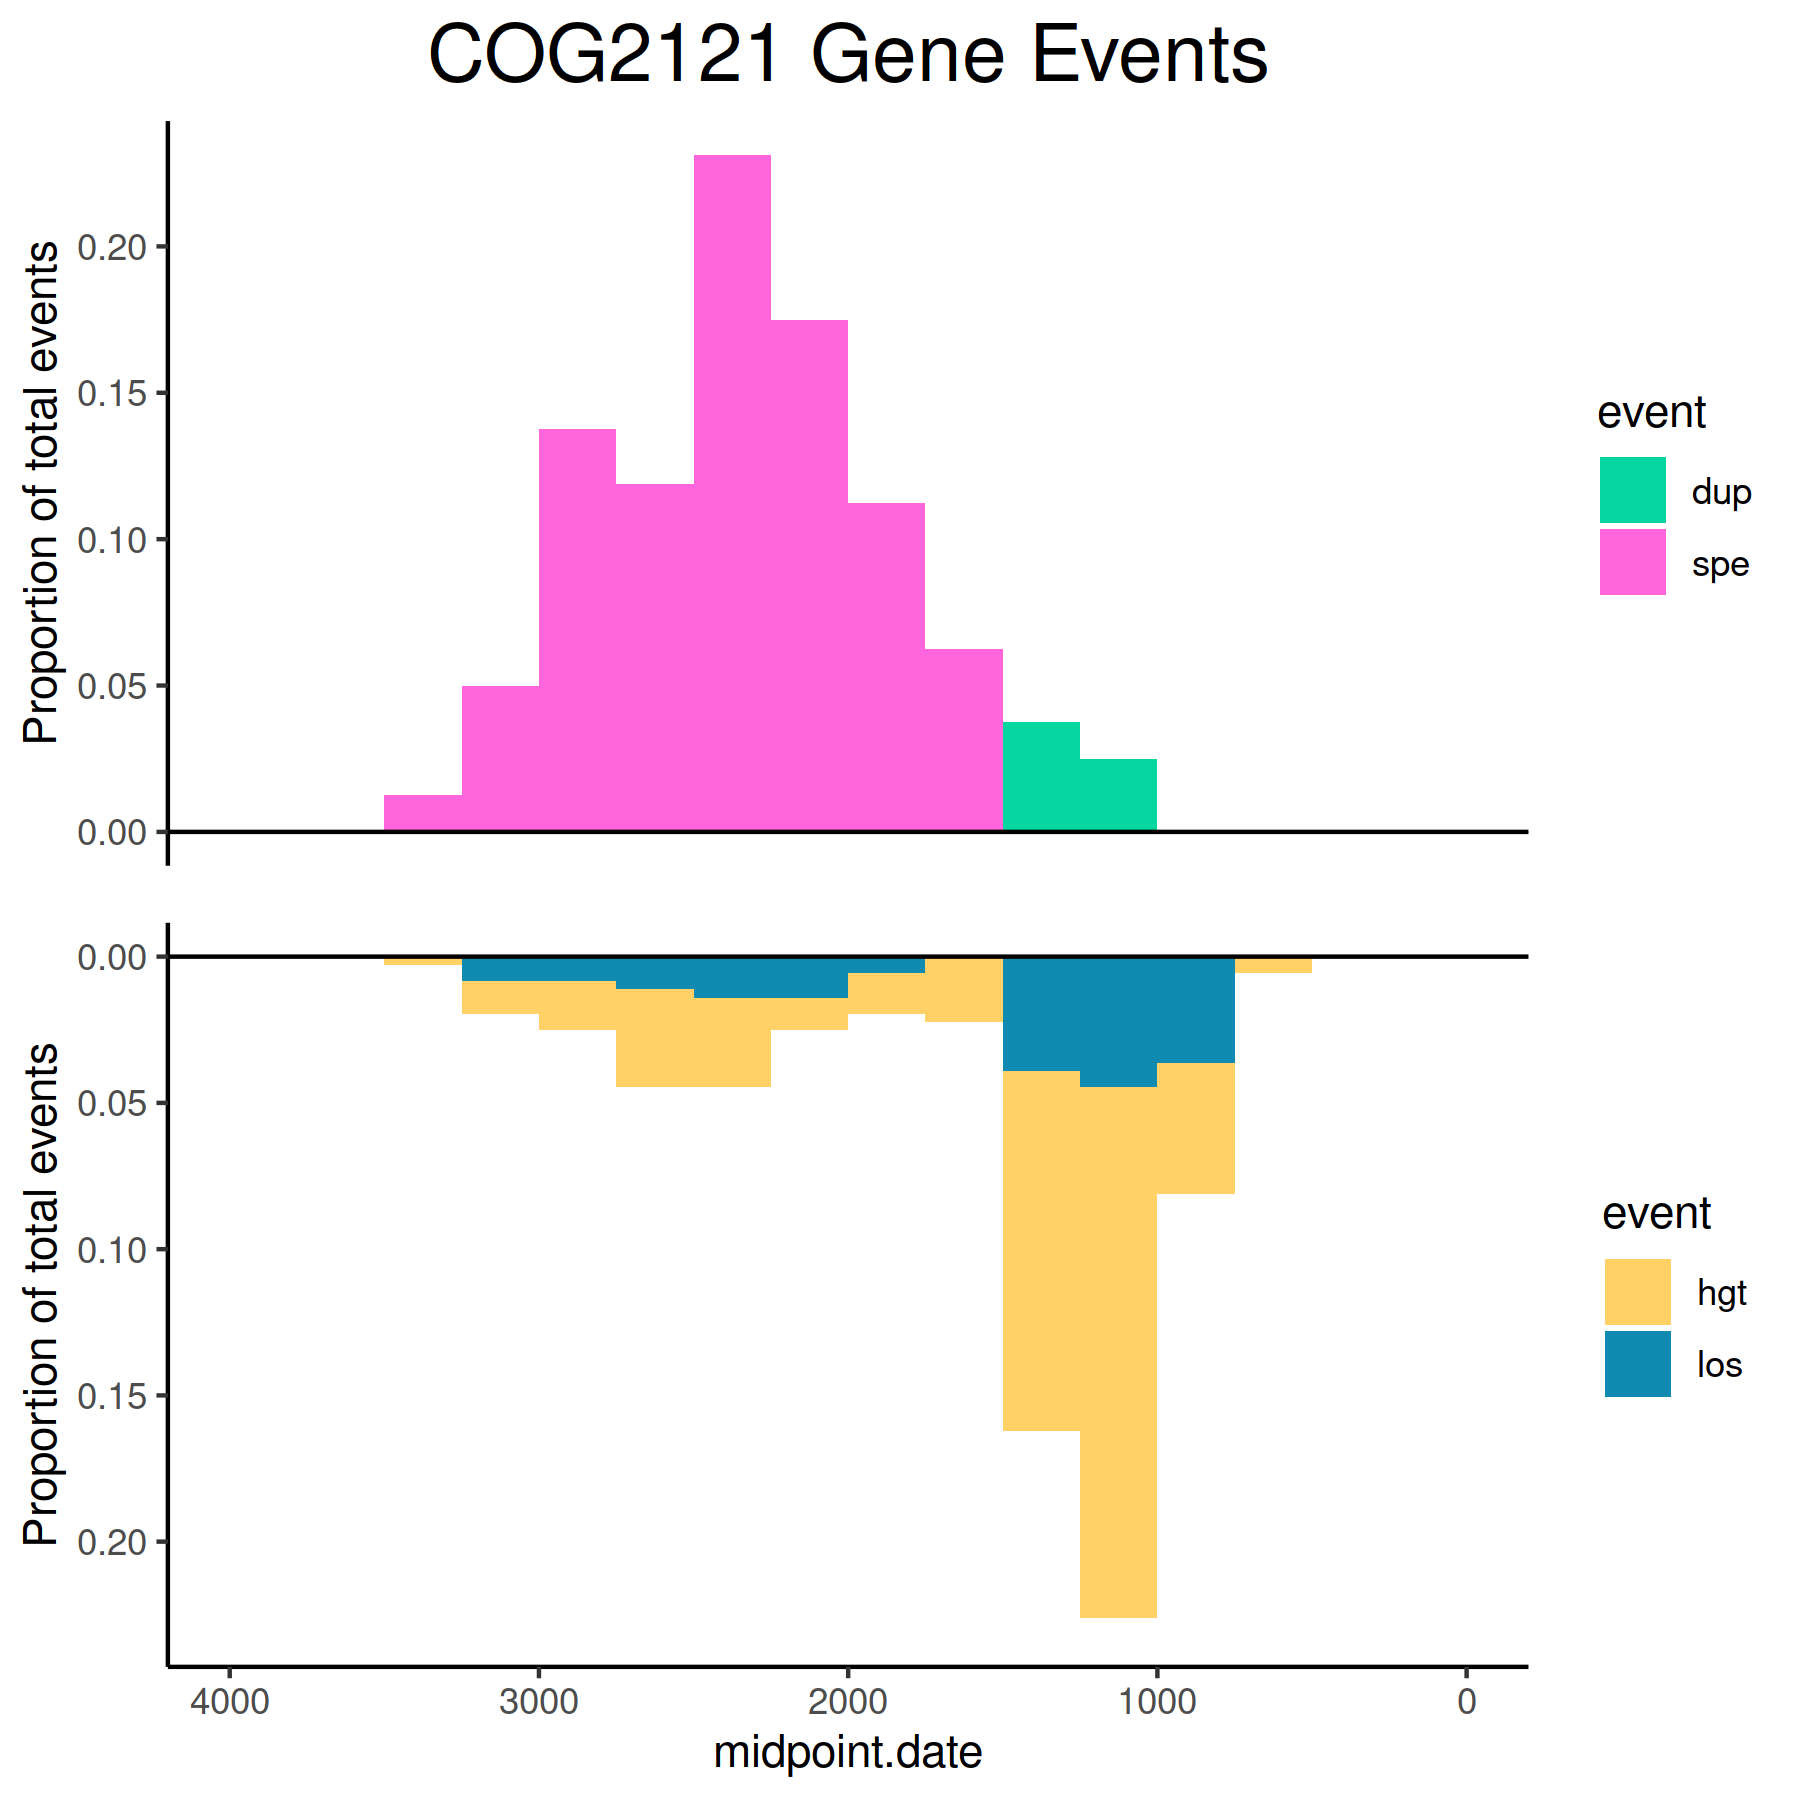 COG2121 Gene Events
Proportion of total events
0.20
0.15
0.10
0.05
0.00
event
dup
spe
Proportion of total events
0.00
0.05
0.10
0.15
0.20
event
hgt
los
4000 3000 2000 1000 0
midpoint.date